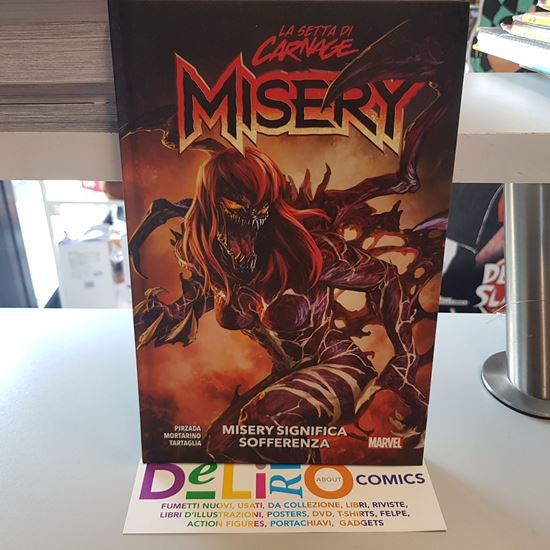 LA SETTA DI
CARNAGE
MISERY
PIRZADA
MORTARINO
TARTAGLIA
MISERY SIGNIFICA
SOFFERENZA
MARVEL
DeLiRiO
ABOUT
COMICS
FUMETTI NUOVI, USATI, DA COLLEZIONE, LIBRI, RIVISTE,
LIBRI D'ILLUSTRAZIONI, POSTERS, DVD, T-SHIRTS, FELPE,
ACTION FIGURES, PORTACHIAVI, GADGETS